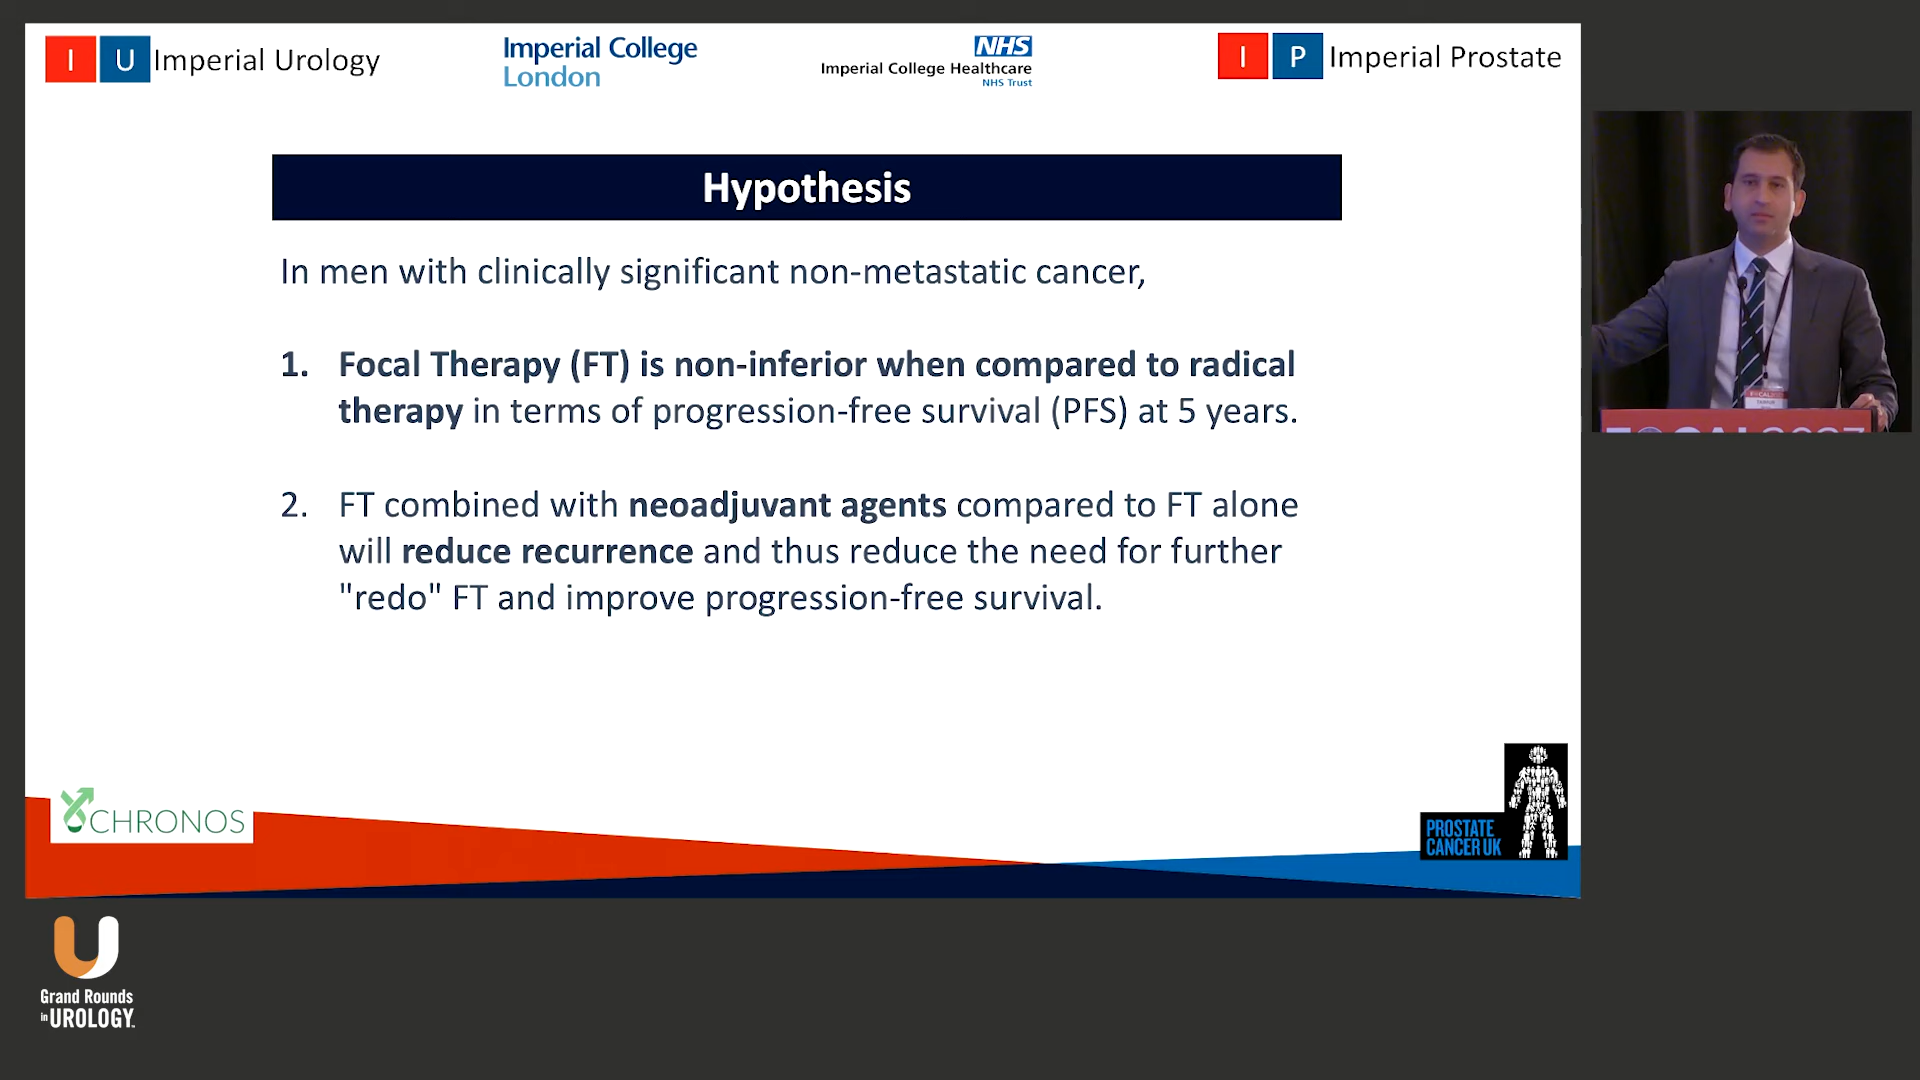 I U Imperial Urology
Imperial College
London
NHS
Imperial College Healthcare
NHS Trust
I P Imperial Prostate
Hypothesis
In men with clinically significant non-metastatic cancer,
1. Focal Therapy (FT) is non-inferior when compared to radical
therapy in terms of progression-free survival (PFS) at 5 years.
2. FT combined with neoadjuvant agents compared to FT alone
will reduce recurrence and thus reduce the need for further
"redo" FT and improve progression-free survival.
CHRONOS
PROSTATE
CANCER UK
Grand Rounds
in UROLOGY